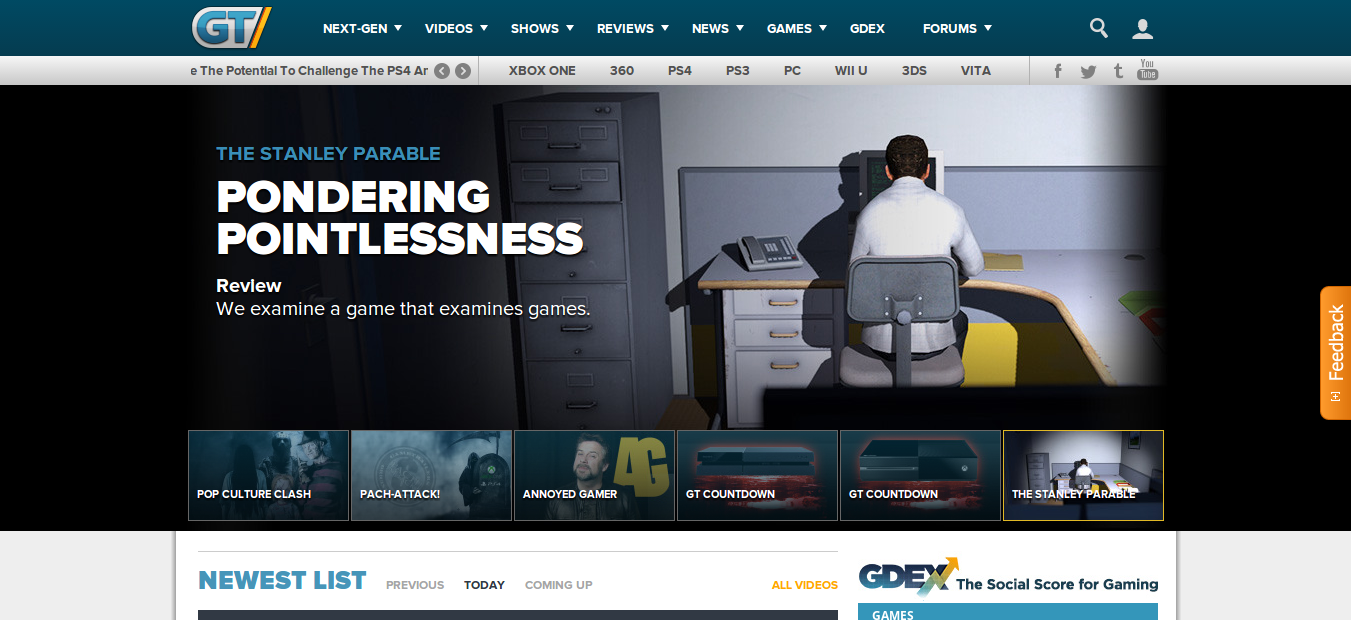 GT
NEXT-GEN
VIDEOS
SHOWS
REVIEWS
NEWS
GAMES
GDEX
FORUMS
e The Potential To Challenge The PS4 Ar
XBOX ONE
360
PS4
PS3
PC
WII U
3DS
VITA
You
Tube
THE STANLEY PARABLE
PONDERING
POINTLESSNESS
Review
We examine a game that examines games.
Feedback
POP CULTURE CLASH
PACH-ATTACK!
ANNOYED GAMER
AG
GT COUNTDOWN
GT COUNTDOWN
THE STANLEY PARABLE
NEWEST LIST
PREVIOUS
TODAY
COMING UP
ALL VIDEOS
GDEX The Social Score for Gaming
GAMES